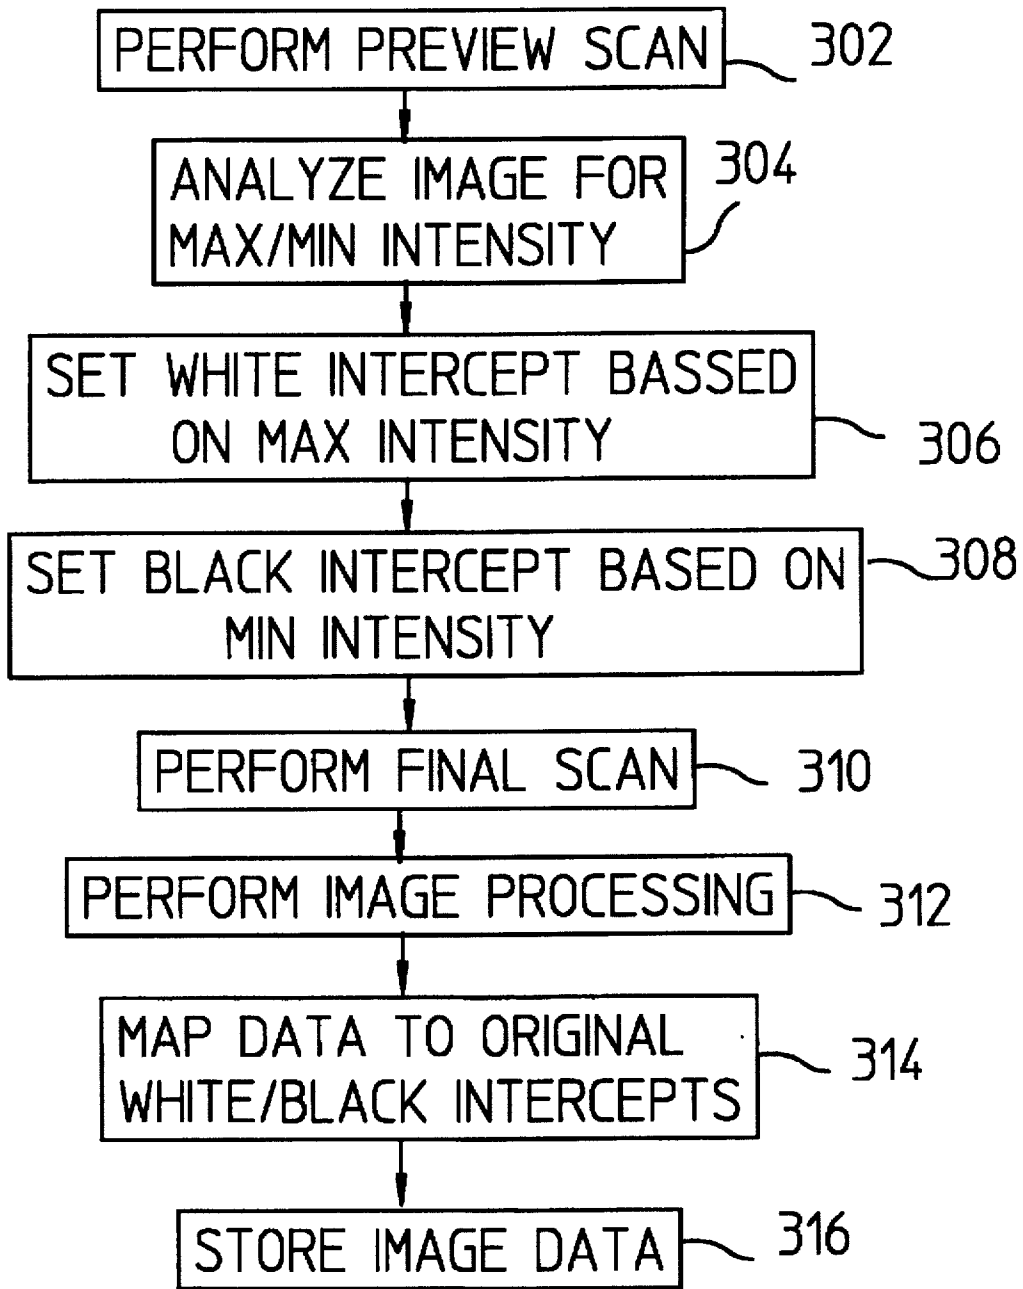 PERFORM PREVIEW SCAN
302
ANALYZE IMAGE FOR
MAX/MIN INTENSITY
304
SET WHITE INTERCEPT BASSED
ON MAX INTENSITY
306
SET BLACK INTERCEPT BASED ON
MIN INTENSITY
308
PERFORM FINAL SCAN
310
PERFORM IMAGE PROCESSING
312
MAP DATA TO ORIGINAL
WHITE/BLACK INTERCEPTS
314
STORE IMAGE DATA
316